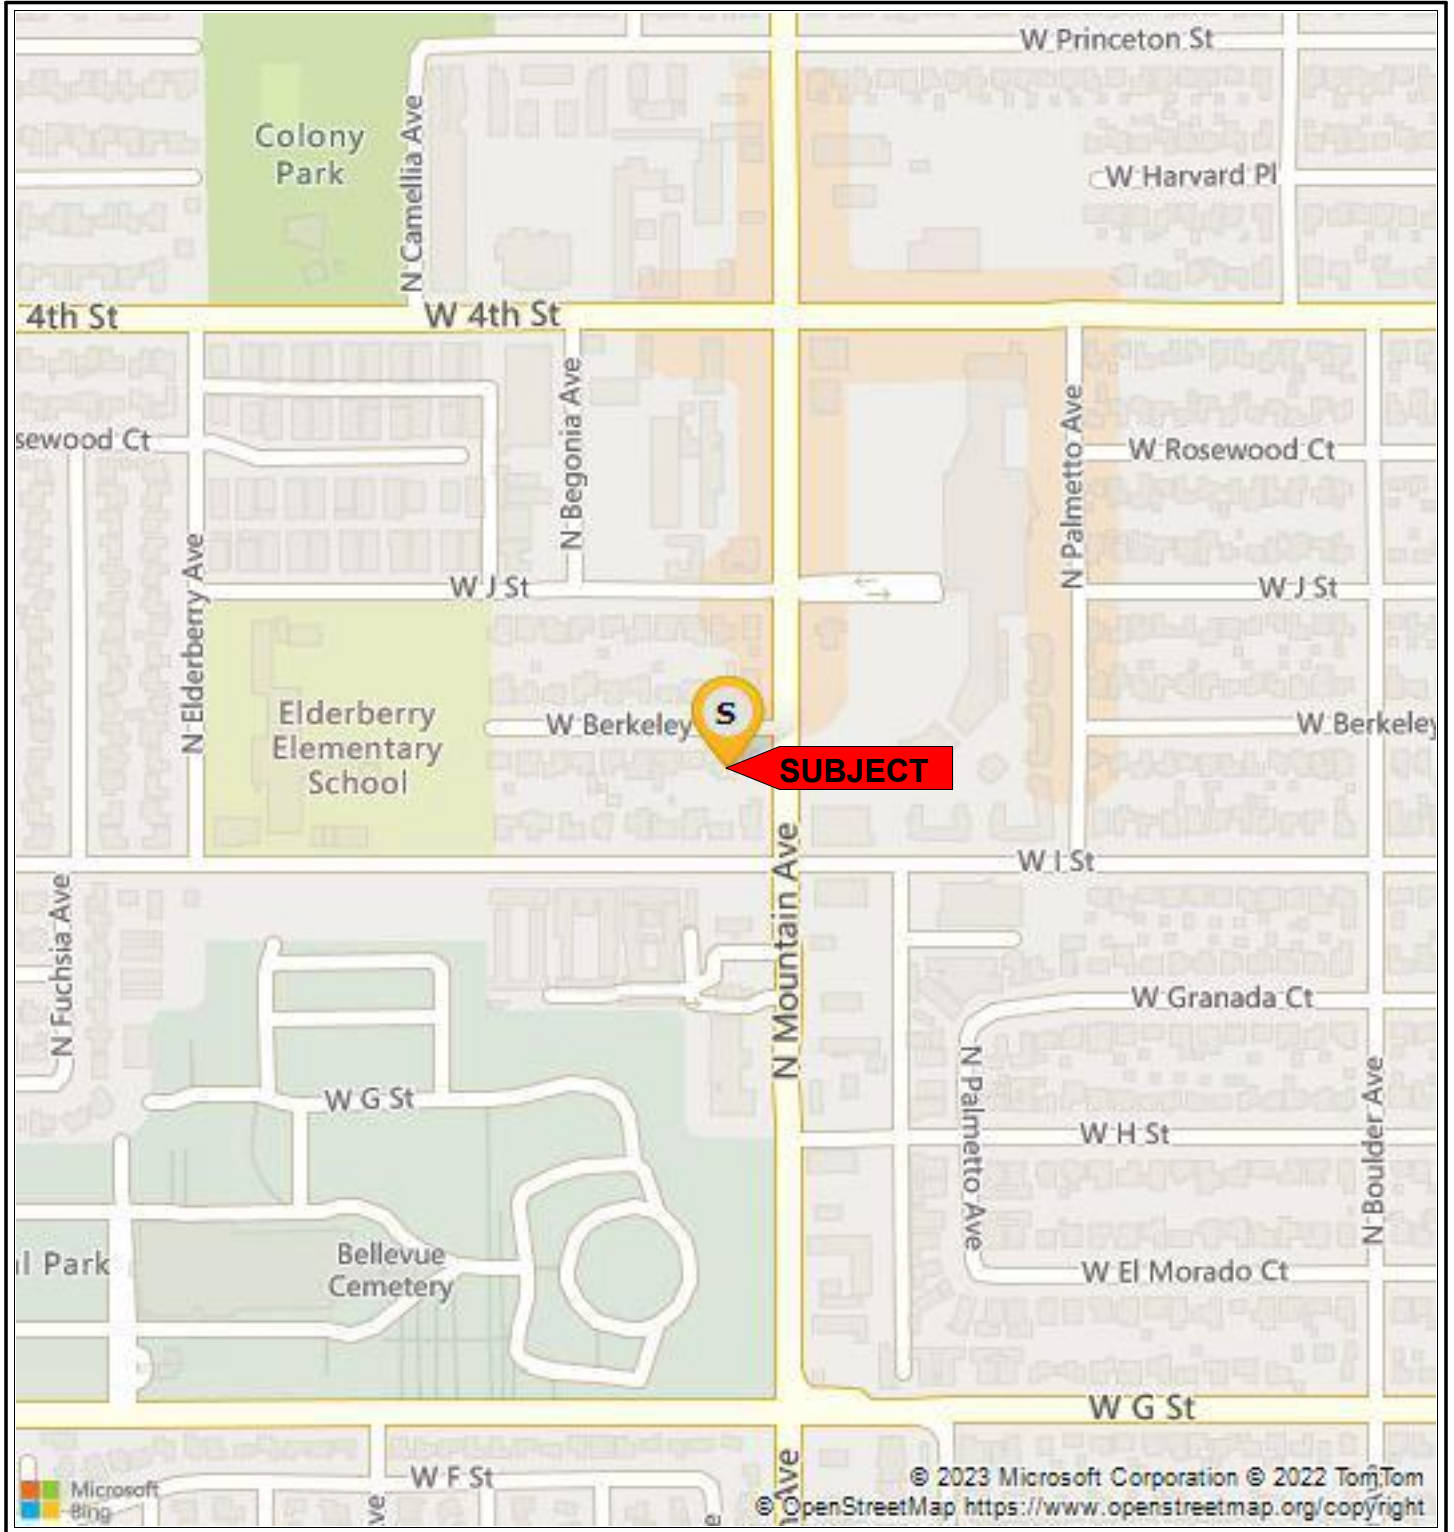 W Princeton St
Colony
Park
N Camellia Ave
W Harvard Pl
4th St
W 4th St
N Begonia Ave
N Palmetto Ave
sewood Ct
W Rosewood Ct
N Elderberry Ave
W J St
W J St
Elderberry
Elementary
School
W Berkeley
S
W Berkeley
SUBJECT
N Mountain Ave
W I St
N Fuchsia Ave
W Granada Ct
N Palmetto Ave
W G St
W H St
N Boulder Ave
l Park
Bellevue
Cemetery
W El Morado Ct
W G St
W F St
Ave
ve
e
Microsoft
Bing
© 2023 Microsoft Corporation © 2022 TomTom
© OpenStreetMap https://www.openstreetmap.org/copyright